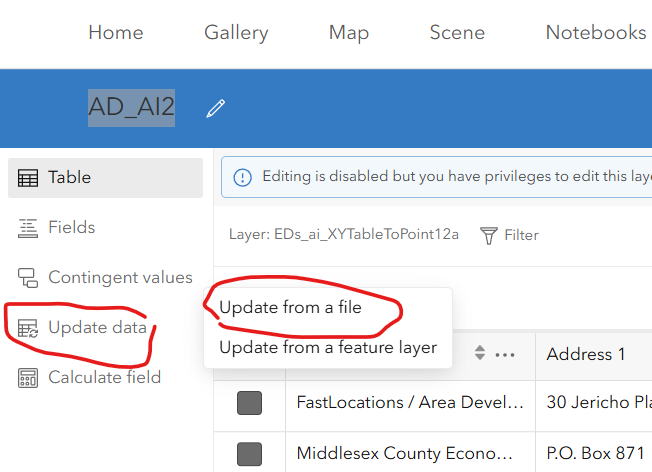 Home Gallery Map Scene Notebooks
AD_AI2
Table
Editing is disabled but you have privileges to edit this lay
Fields
Layer: EDs_ai_XYTableToPoint12a Filter
Contingent values
Update from a file
Update data
Update from a feature layer
Address 1
Calculate field
FastLocations / Area Devel... 30 Jericho Pla
Middlesex County Econo... P.O. Box 871